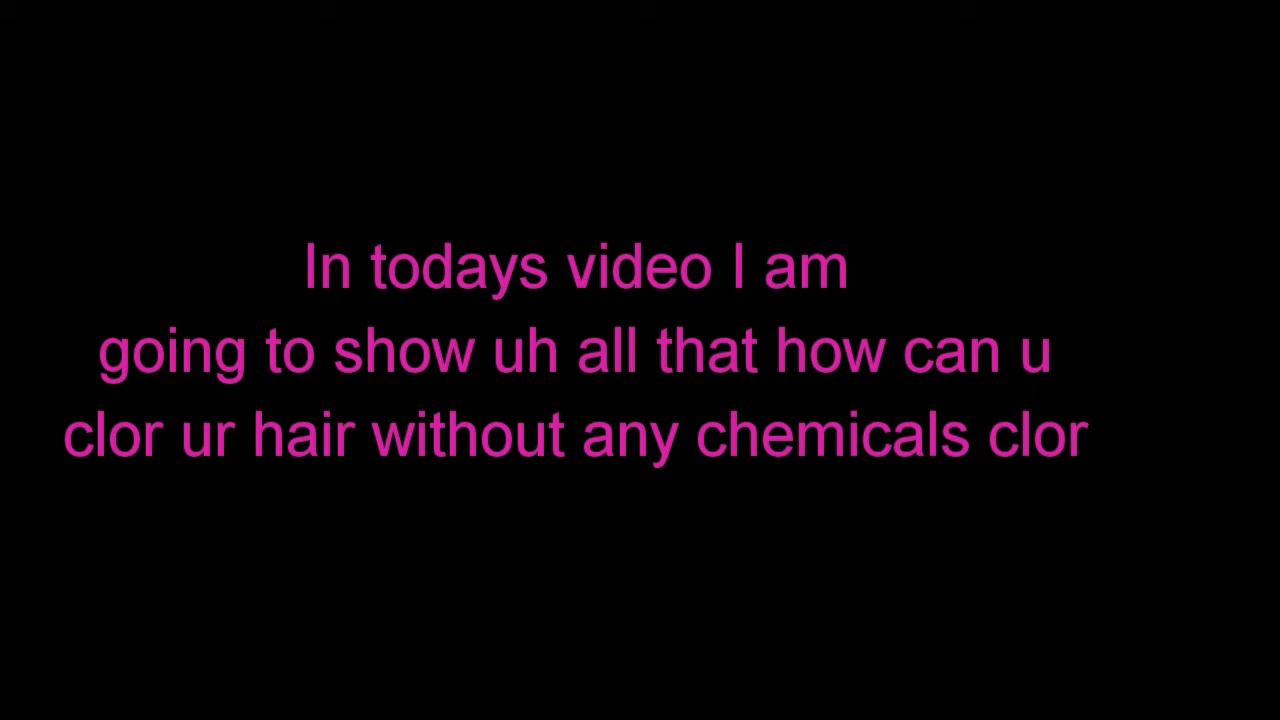 In todays video I am
going to show uh all that how can u
clor ur hair without any chemicals clor